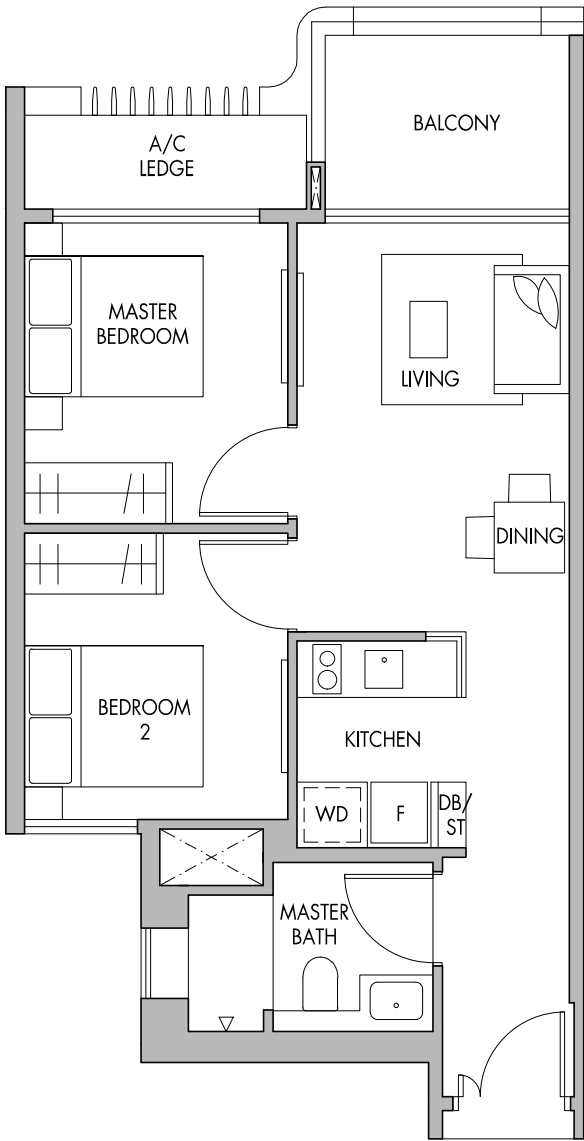 BALCONY
A/C
LEDGE
MASTER
BEDROOM
LIVING
DINING
BEDROOM
2
KITCHEN
WD
F
DB/
ST
MASTER
BATH